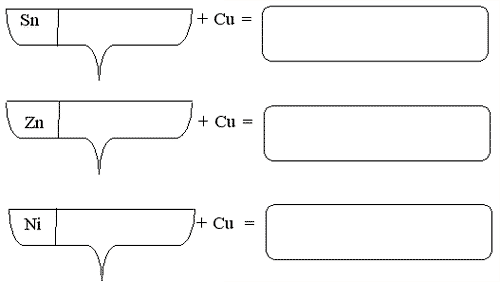 Sn + Cu =
Zn + Cu =
Ni + Cu =